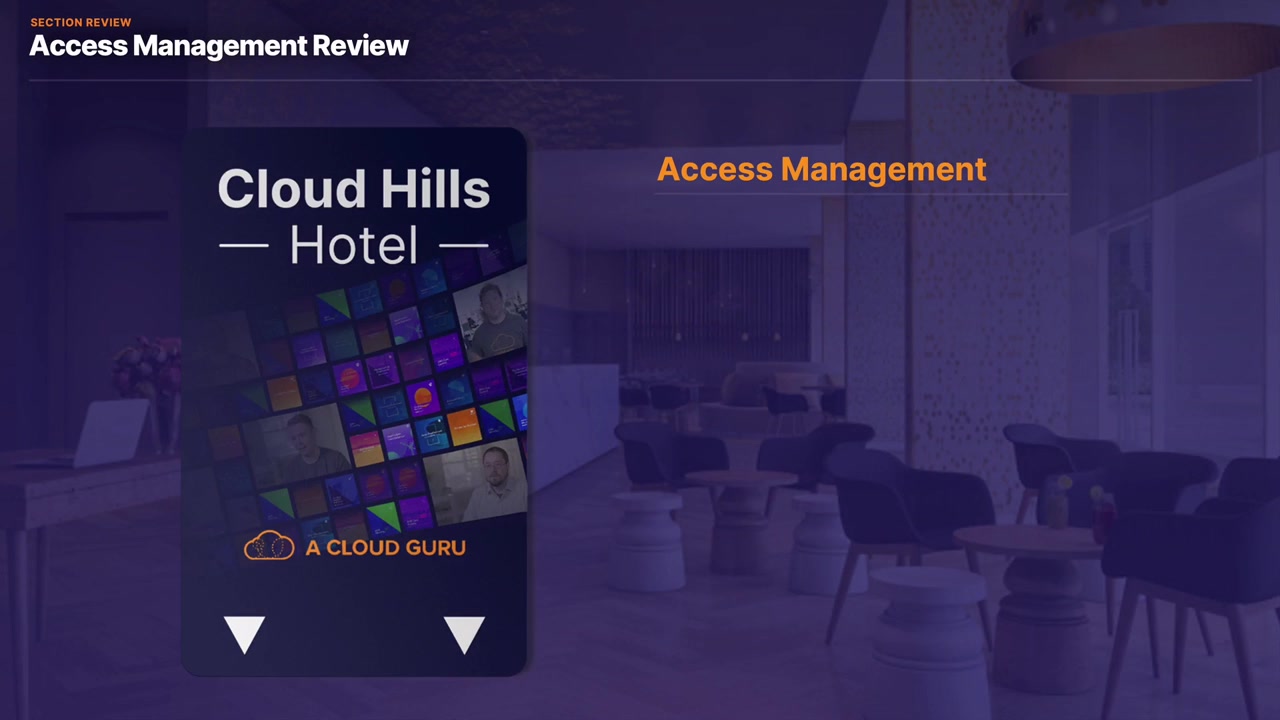 SECTION REVIEW
Access Management Review
Cloud Hills
Hotel
A CLOUD GURU
Access Management